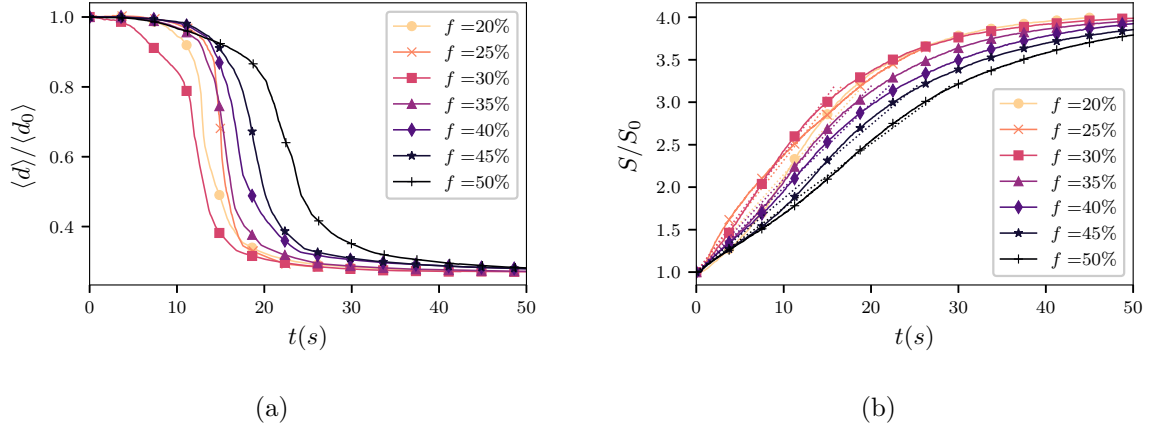 1.0
0.8
0.6
0.4
⟨d⟩/⟨d₀⟩
0
10
20
30
40
50
t(s)
f =20%
f =25%
f =30%
f =35%
f =40%
f =45%
f =50%
(a)
4.0
3.5
3.0
2.5
2.0
1.5
1.0
S/S₀
0
10
20
30
40
50
t(s)
f =20%
f =25%
f =30%
f =35%
f =40%
f =45%
f =50%
(b)